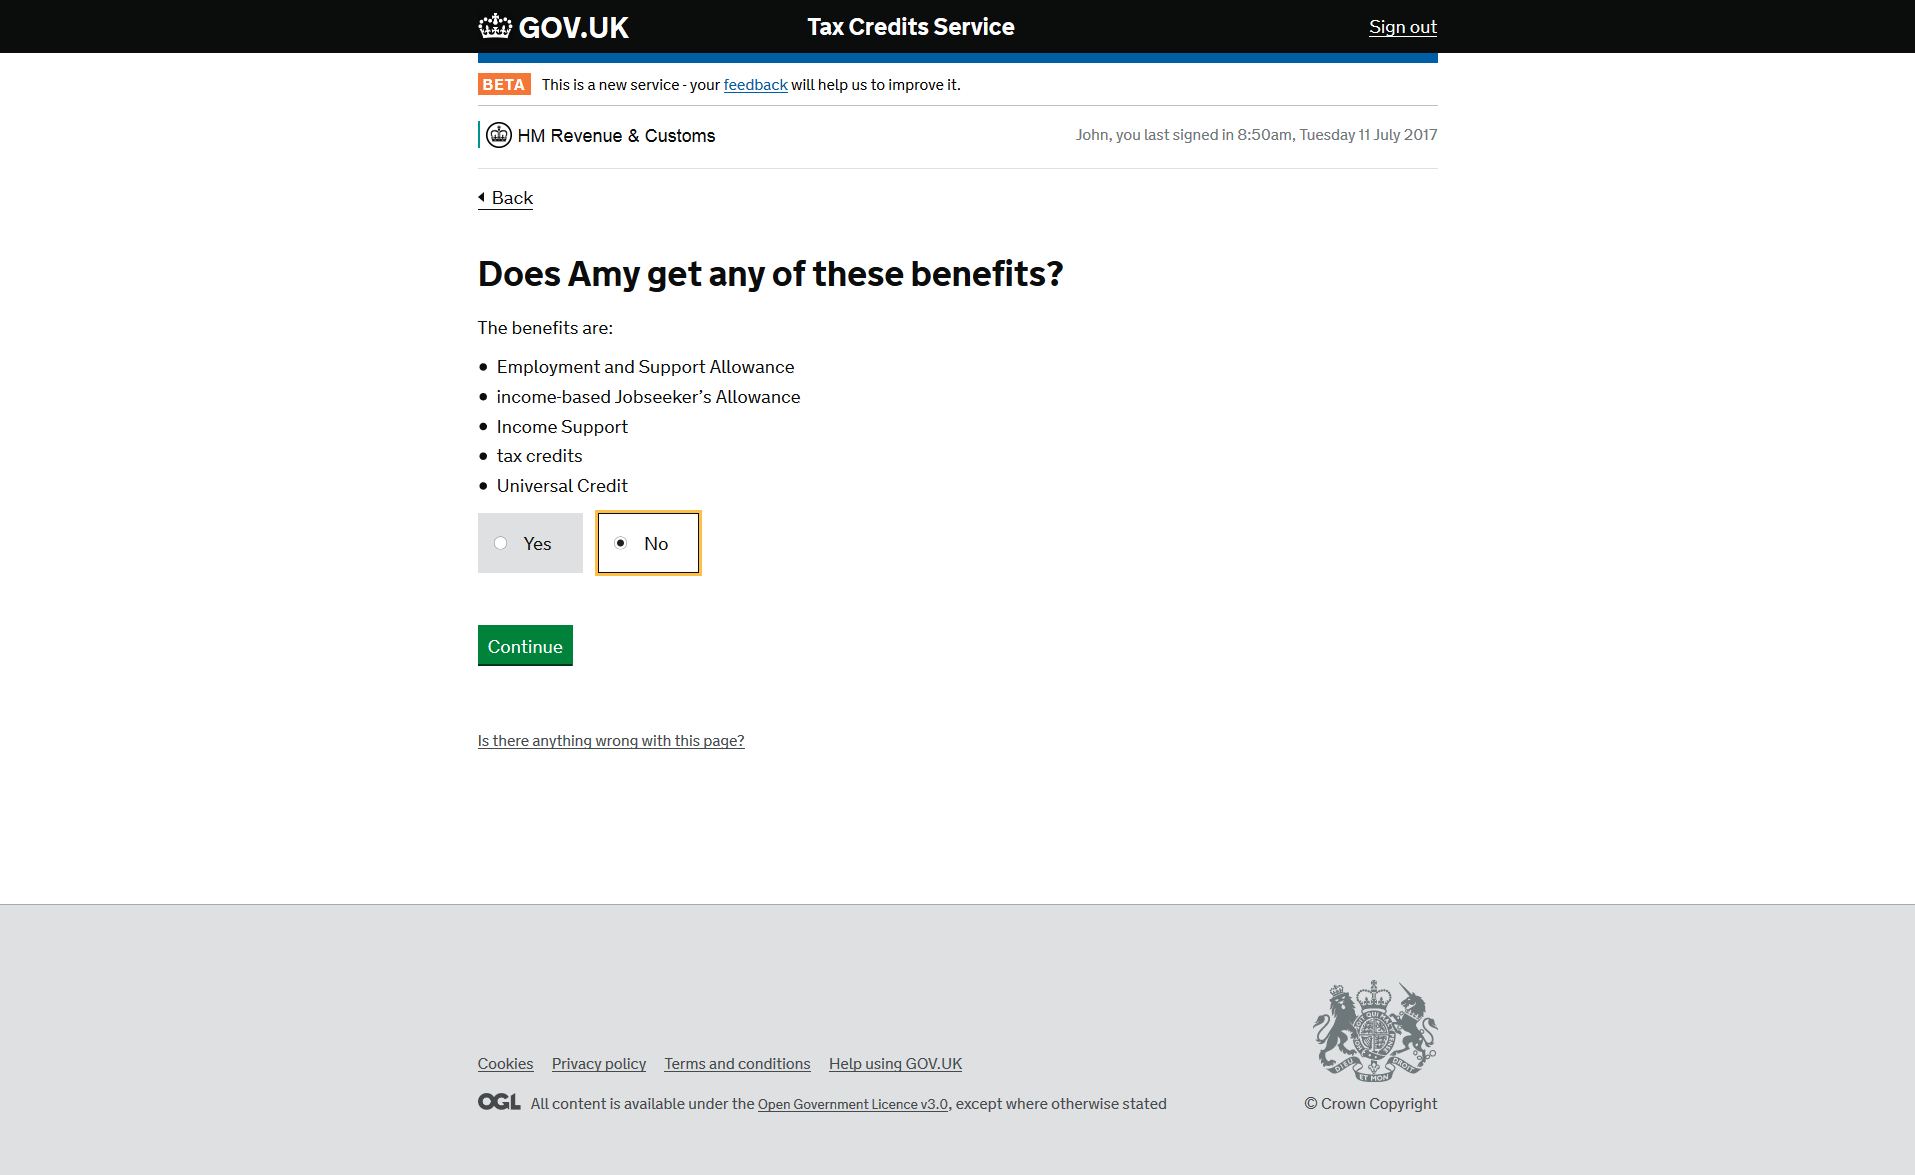 GOV.UK Tax Credits Service Sign out
BETA This is a new service - your feedback will help us to improve it.
HM Revenue & Customs John, you last signed in 8:50am, Tuesday 11 July 2017
Back
Does Amy get any of these benefits?
The benefits are:
Employment and Support Allowance
income-based Jobseeker’s Allowance
Income Support
tax credits
Universal Credit
Yes No
Continue
Is there anything wrong with this page?
Cookies Privacy policy Terms and conditions Help using GOV.UK
OGL All content is available under the Open Government Licence v3.0, except where otherwise stated
© Crown Copyright